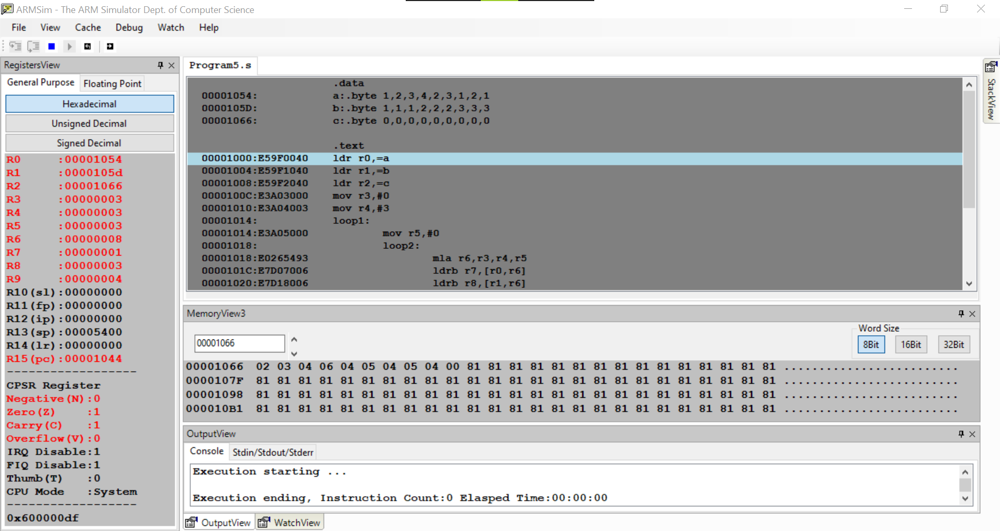 ARMSim - The ARM Simulator Dept. of Computer Science
File View Cache Debug Watch Help
RegistersView
General Purpose Floating Point
Hexadecimal
Unsigned Decimal
Signed Decimal
R0 :00001054
R1 :0000105d
R2 :00001066
R3 :00000003
R4 :00000003
R5 :00000003
R6 :00000008
R7 :00000001
R8 :00000003
R9 :00000004
R10(sl):00000000
R11(fp):00000000
R12(ip):00000000
R13(sp):00005400
R14(lr):00000000
R15(pc):00001044
-------------------
CPSR Register
Negative(N):0
Zero(Z) :1
Carry(C) :1
Overflow(V):0
IRQ Disable:1
FIQ Disable:1
Thumb(T) :0
CPU Mode :System
-------------------
0x600000df
Program5.s
.data
00001054: a:.byte 1,2,3,4,2,3,1,2,1
0000105D: b:.byte 1,1,1,2,2,2,3,3,3
00001066: c:.byte 0,0,0,0,0,0,0,0,0
.text
00001000:E59F0040 ldr r0,=a
00001004:E59F1040 ldr r1,=b
00001008:E59F2040 ldr r2,=c
0000100C:E3A03000 mov r3,#0
00001010:E3A04003 mov r4,#3
00001014: loop1:
00001014:E3A05000 mov r5,#0
00001018: loop2:
00001018:E0265493 mla r6,r3,r4,r5
0000101C:E7D07006 ldrb r7,[r0,r6]
00001020:E7D18006 ldrb r8,[r1,r6]
StackView
MemoryView3
00001066
Word Size
8Bit 16Bit 32Bit
00001066 02 03 04 06 04 05 04 05 04 00 81 81 81 81 81 81 81 81 81 81 81 81 81 81 81 .........................
0000107F 81 81 81 81 81 81 81 81 81 81 81 81 81 81 81 81 81 81 81 81 81 81 81 81 81 .........................
00001098 81 81 81 81 81 81 81 81 81 81 81 81 81 81 81 81 81 81 81 81 81 81 81 81 81 .........................
000010B1 81 81 81 81 81 81 81 81 81 81 81 81 81 81 81 81 81 81 81 81 81 81 81 81 81 .........................
OutputView
Console Stdin/Stdout/Stderr
Execution starting ...
Execution ending, Instruction Count:0 Elasped Time:00:00:00
OutputView WatchView